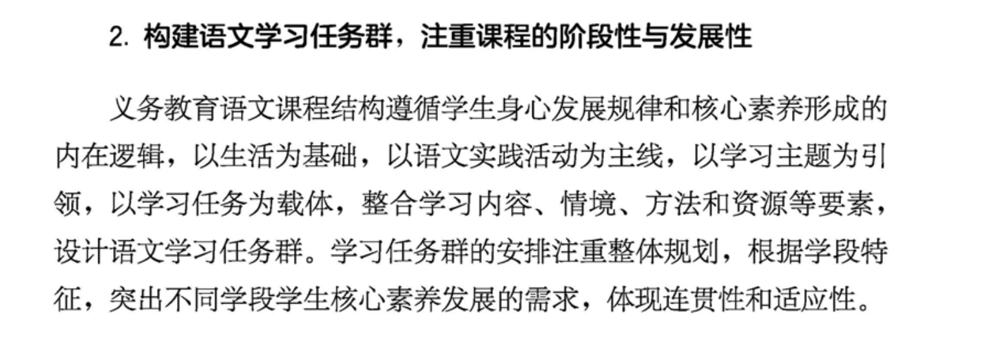 2. 构建语文学习任务群，注重课程的阶段性与发展性
义务教育语文课程结构遵循学生身心发展规律和核心素养形成的
内在逻辑，以生活为基础，以语文实践活动为主线，以学习主题为引
领，以学习任务为载体，整合学习内容、情境、方法和资源等要素，
设计语文学习任务群。学习任务群的安排注重整体规划，根据学段特
征，突出不同学段学生核心素养发展的需求，体现连贯性和适应性。